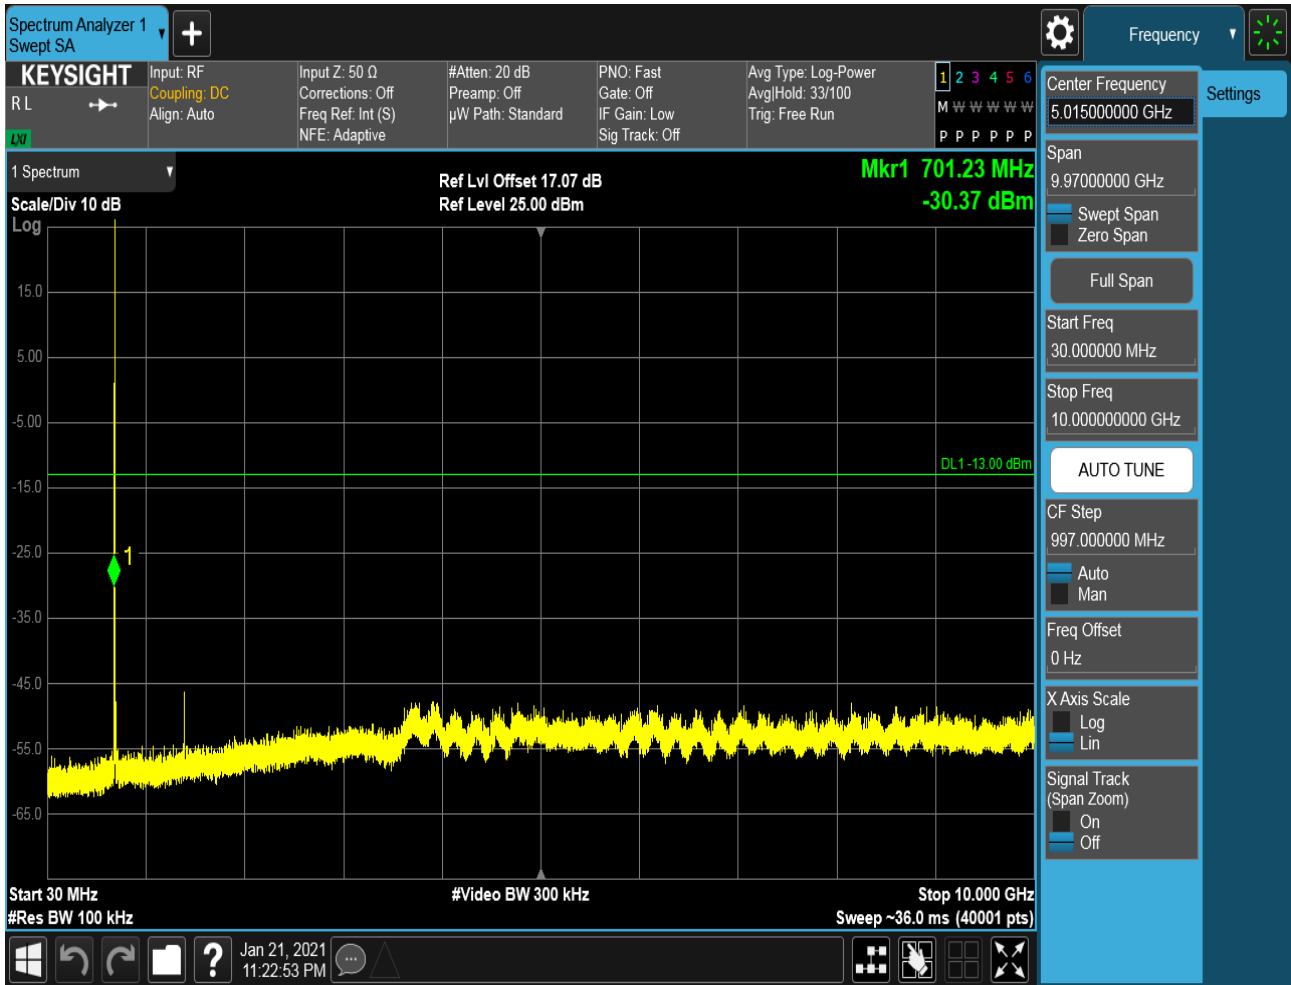 Spectrum Analyzer 1
Swept SA
Frequency
KEYSIGHT
R L
LXI
Input: RF
Coupling: DC
Align: Auto
Input Z: 50 Ω
Corrections: Off
Freq Ref: Int (S)
NFE: Adaptive
#Atten: 20 dB
Preamp: Off
µW Path: Standard
PNO: Fast
Gate: Off
IF Gain: Low
Sig Track: Off
Avg Type: Log-Power
Avg|Hold: 33/100
Trig: Free Run
1 2 3 4 5 6
M W W W W W
P P P P P P
1 Spectrum
Scale/Div 10 dB
Log
Ref Lvl Offset 17.07 dB
Ref Level 25.00 dBm
Mkr1 701.23 MHz
-30.37 dBm
15.0
5.00
-5.00
-15.0
-25.0
-35.0
-45.0
-55.0
-65.0
DL1 -13.00 dBm
1
Start 30 MHz
#Res BW 100 kHz
#Video BW 300 kHz
Stop 10.000 GHz
Sweep ~36.0 ms (40001 pts)
Center Frequency
5.015000000 GHz
Settings
Span
9.97000000 GHz
Swept Span
Zero Span
Full Span
Start Freq
30.000000 MHz
Stop Freq
10.000000000 GHz
AUTO TUNE
CF Step
997.000000 MHz
Auto
Man
Freq Offset
0 Hz
X Axis Scale
Log
Lin
Signal Track
(Span Zoom)
On
Off
?
Jan 21, 2021
11:22:53 PM